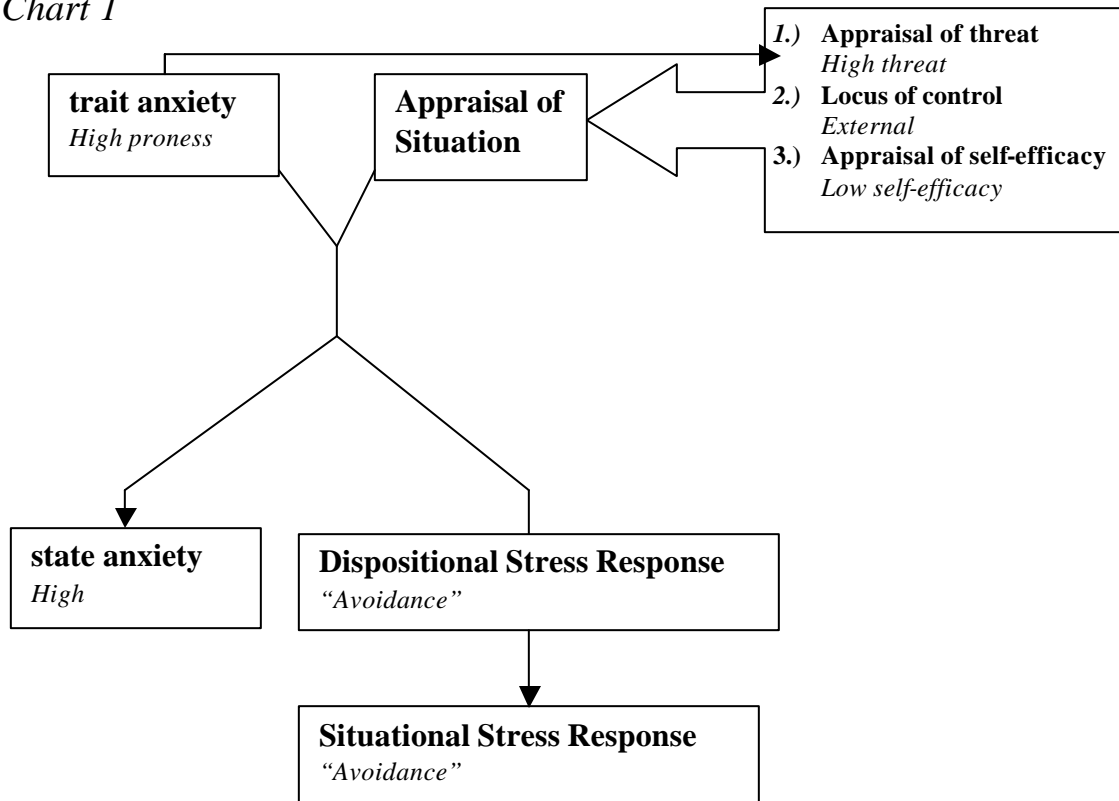 Chart 1
trait anxiety
High proness
Appraisal of
Situation
1.) Appraisal of threat
High threat
2.) Locus of control
External
3.) Appraisal of self-efficacy
Low self-efficacy
state anxiety
High
Dispositional Stress Response
“Avoidance”
Situational Stress Response
“Avoidance”